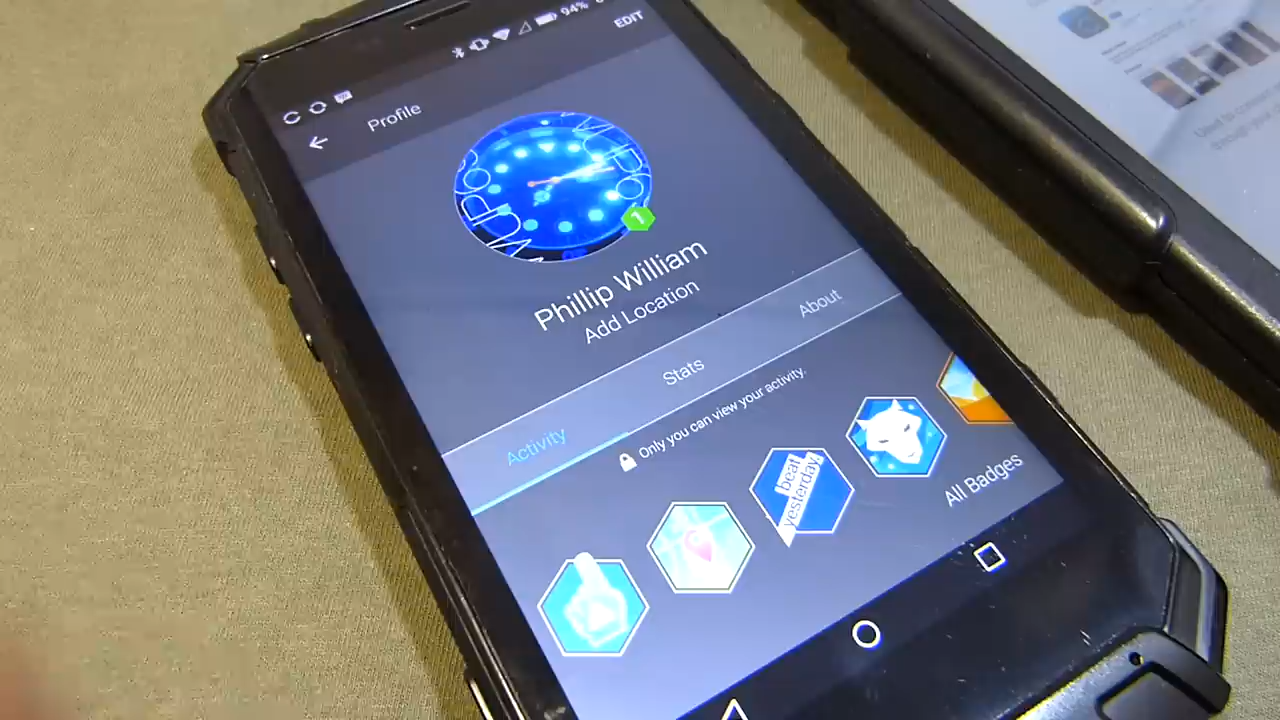 94%
EDIT
Profile
1
Phillip William
Add Location
Activity
Stats
About
Only you can view your activity.
beat
yesterday
All Badges